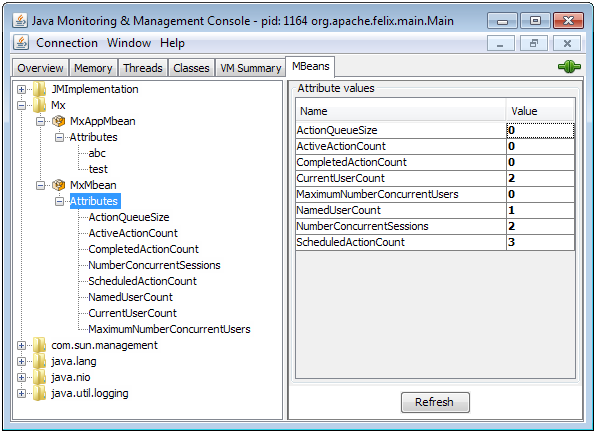 Java Monitoring & Management Console - pid: 1164 org.apache.felix.main.Main
Connection Window Help
Overview Memory Threads Classes VM Summary MBeans
JMImplementation
Mx
MxAppMbean
Attributes
abc
test
MxMbean
Attributes
ActionQueueSize
ActiveActionCount
CompletedActionCount
NumberConcurrentSessions
ScheduledActionCount
NamedUserCount
CurrentUserCount
MaximumNumberConcurrentUsers
com.sun.management
java.lang
java.nio
java.util.logging
Attribute values
Name Value
ActionQueueSize 0
ActiveActionCount 0
CompletedActionCount 0
CurrentUserCount 2
MaximumNumberConcurrentUsers 0
NamedUserCount 1
NumberConcurrentSessions 2
ScheduledActionCount 3
Refresh